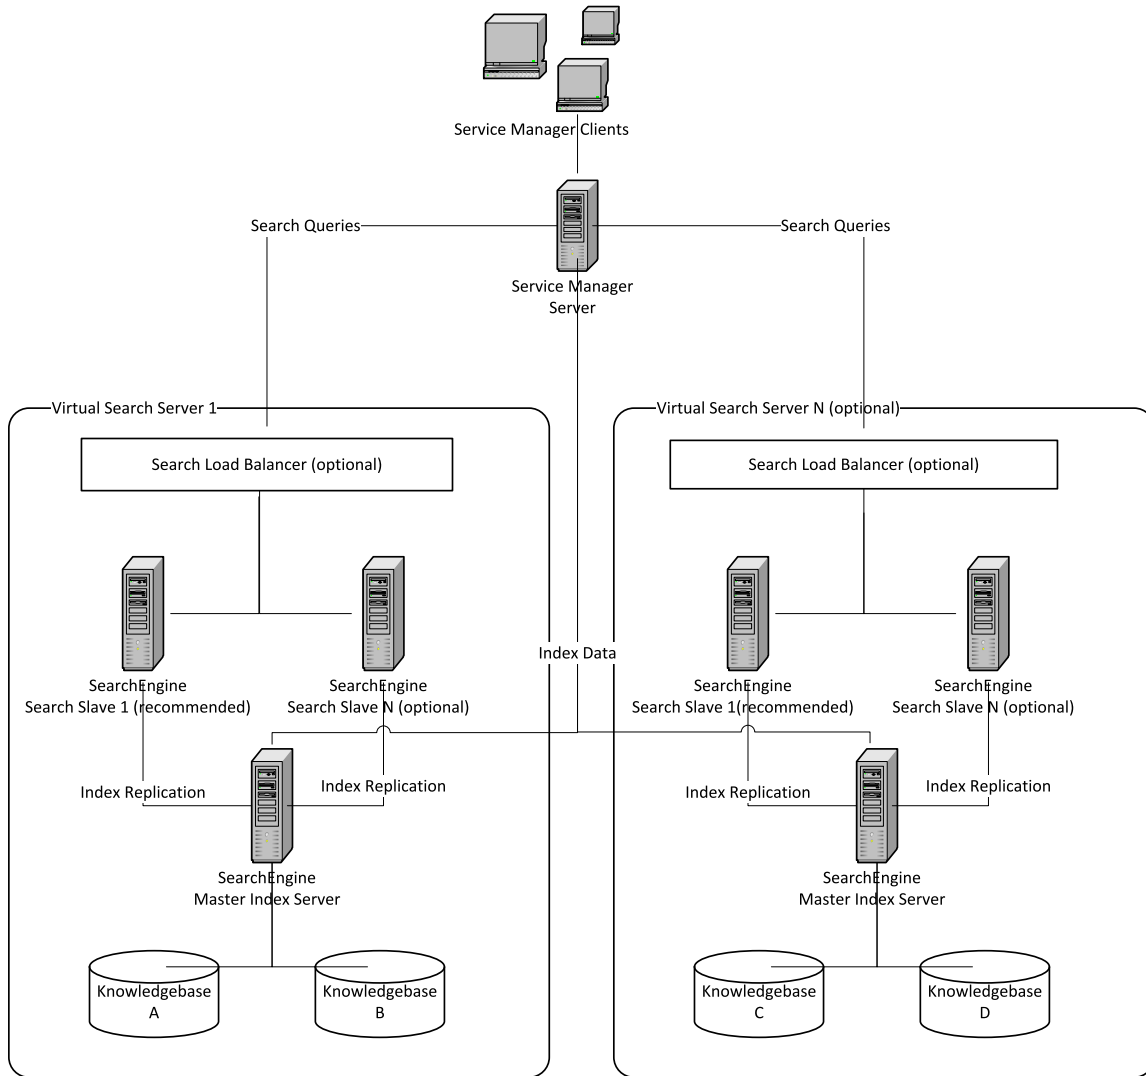 Service Manager Clients
Search Queries
Search Queries
Service Manager
Server
Virtual Search Server 1
Virtual Search Server N (optional)
Search Load Balancer (optional)
Search Load Balancer (optional)
Index Data
SearchEngine
Search Slave 1 (recommended)
SearchEngine
Search Slave N (optional)
SearchEngine
Search Slave 1(recommended)
SearchEngine
Search Slave N (optional)
Index Replication
Index Replication
Index Replication
Index Replication
SearchEngine
Master Index Server
SearchEngine
Master Index Server
Knowledgebase
A
Knowledgebase
B
Knowledgebase
C
Knowledgebase
D